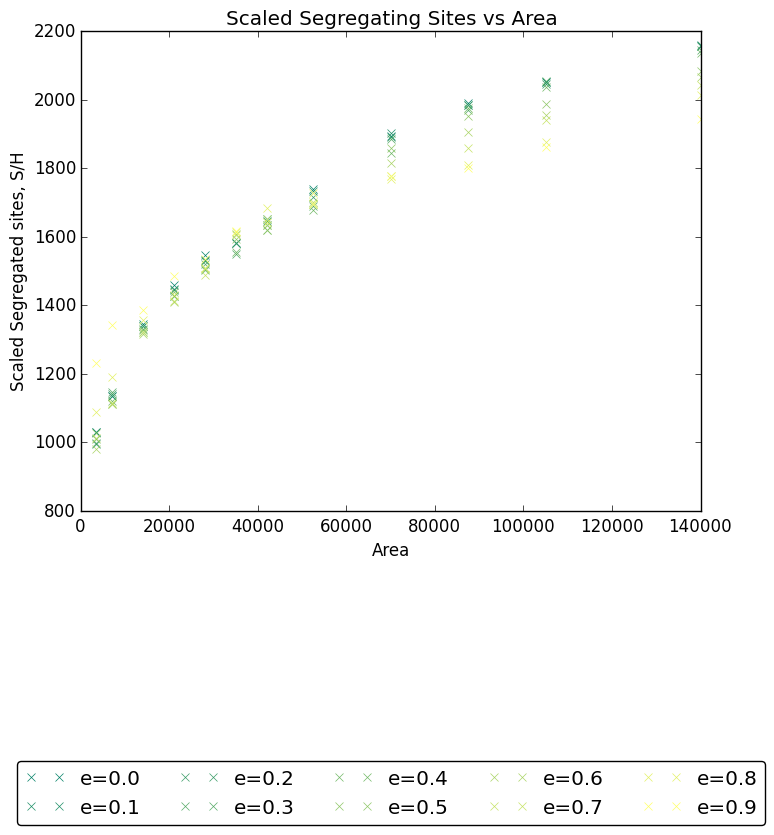 Scaled Segregating Sites vs Area
2200
2000
1800
1600
1400
1200
1000
800
Scaled Segregated sites, S/H
0 20000 40000 60000 80000 100000 120000 140000
Area
e=0.0 e=0.2 e=0.4 e=0.6 e=0.8
e=0.1 e=0.3 e=0.5 e=0.7 e=0.9